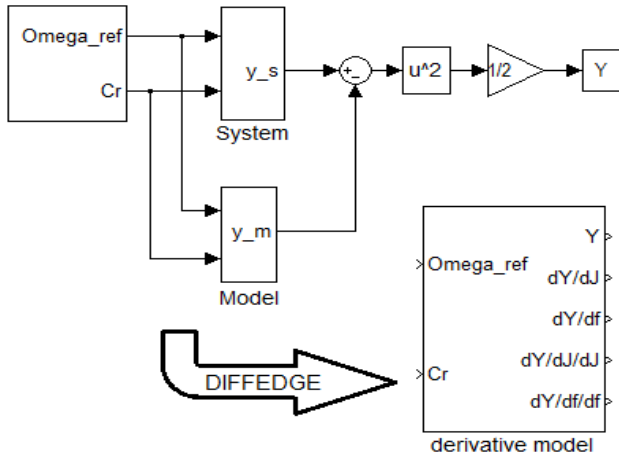 Omega_ref
Cr
y_s
System
+
-
u^2
1/2
Y
y_m
Model
DIFFEDGE
Omega_ref
Cr
Y
dY/dJ
dY/df
dY/dJ/dJ
dY/df/df
derivative model